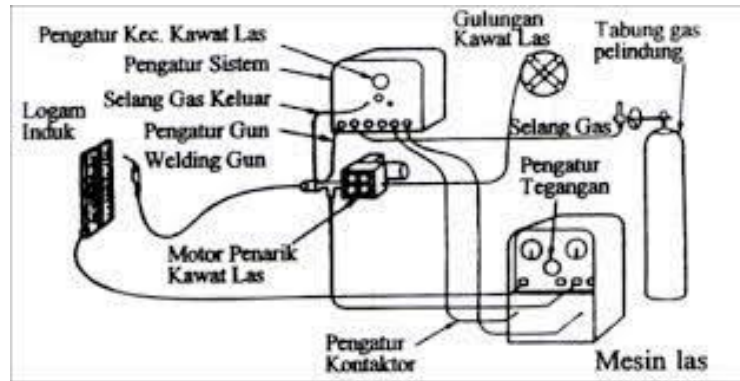 Pengatur Kec. Kawat Las
Pengatur Sistem
Selang Gas Keluar
Logam
Induk
Pengatur Gun
Welding Gun
Motor Penarik
Kawat Las
Gulungan
Kawat Las
Tabung gas
pelindung
Selang Gas
Pengatur
Tegangan
Pengatur
Kontaktor
Mesin las